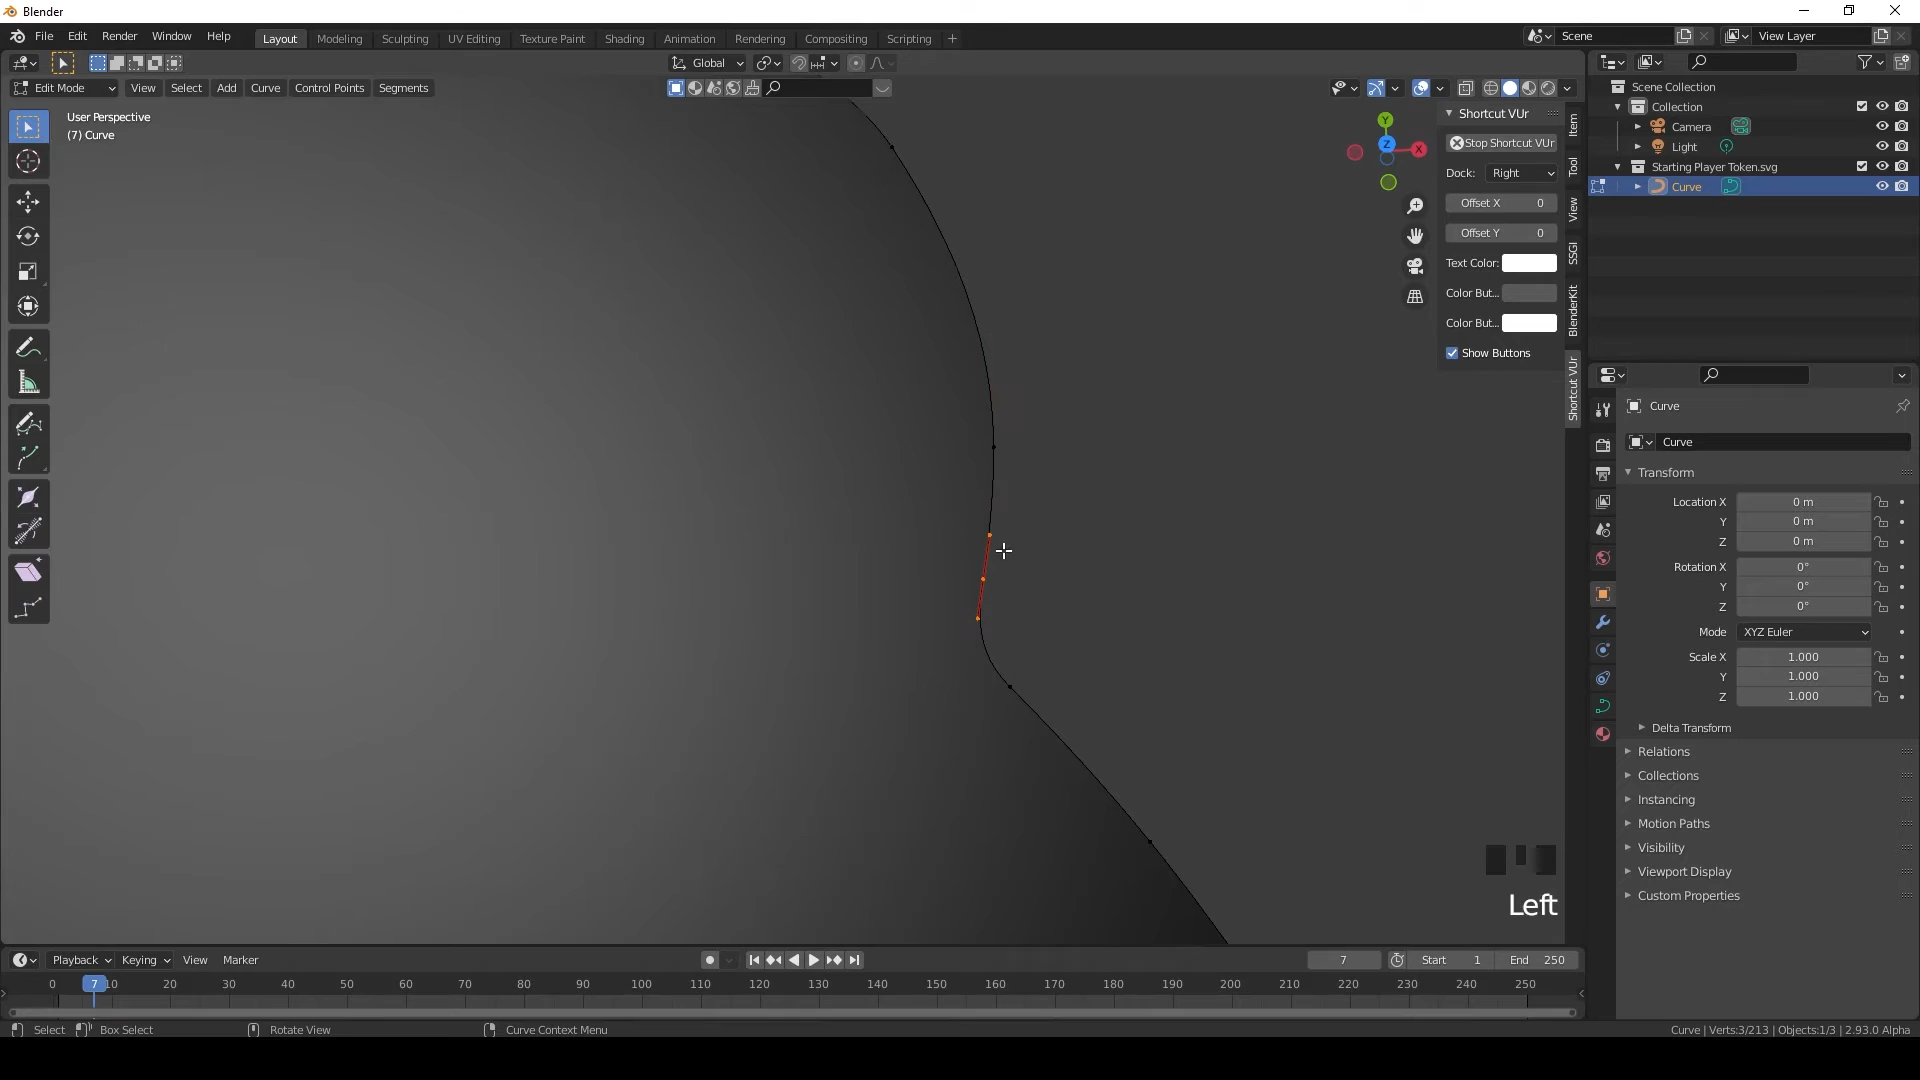 Blender
File Edit Render Window Help
Layout Modeling Sculpting UV Editing Texture Paint Shading Animation Rendering Compositing Scripting +
Scene View Layer
Global
Edit Mode View Select Add Curve Control Points Segments
User Perspective
(7) Curve
Y
Z
X
Shortcut VUr
Stop Shortcut VUr
Dock: Right
Offset X 0
Offset Y 0
Text Color:
Color But...
Color But...
Show Buttons
Item
Tool
View
SSGI
BlenderKit
Shortcut VUr
Scene Collection
Collection
Camera
Light
Starting Player Token.svg
Curve
Curve
Curve
Transform
Location X 0 m
Y 0 m
Z 0 m
Rotation X 0°
Y 0°
Z 0°
Mode XYZ Euler
Scale X 1.000
Y 1.000
Z 1.000
Delta Transform
Relations
Collections
Instancing
Motion Paths
Visibility
Viewport Display
Custom Properties
Left
Playback Keying View Marker
7 Start 1 End 250
0 7 10 20 30 40 50 60 70 80 90 100 110 120 130 140 150 160 170 180 190 200 210 220 230 240 250
Select Box Select Rotate View Curve Context Menu
Curve | Verts:3/213 | Objects:1/3 | 2.93.0 Alpha